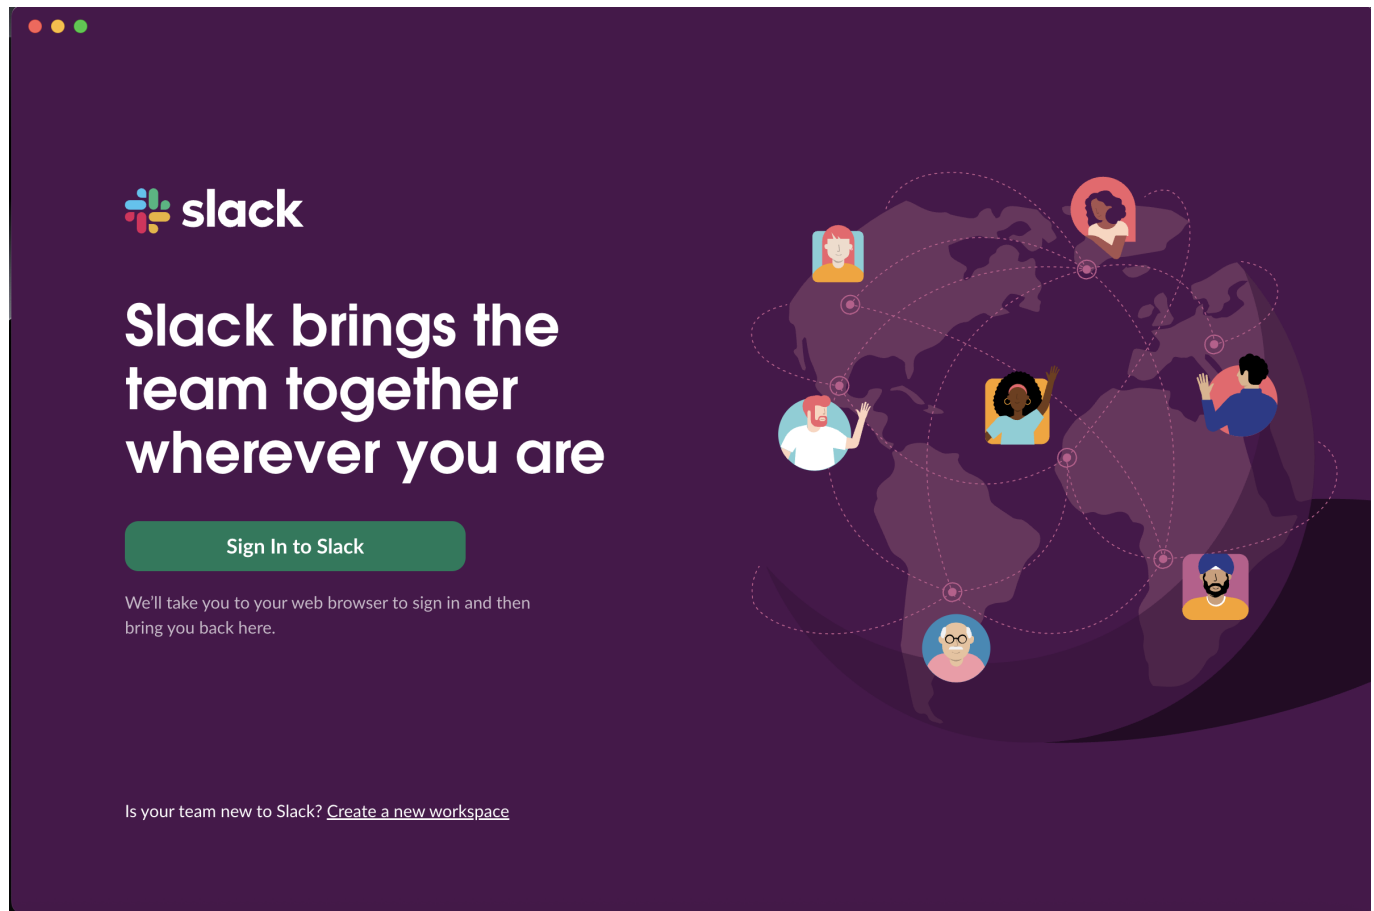 slack
Slack brings the
team together
wherever you are
Sign In to Slack
We’ll take you to your web browser to sign in and then
bring you back here.
Is your team new to Slack? Create a new workspace